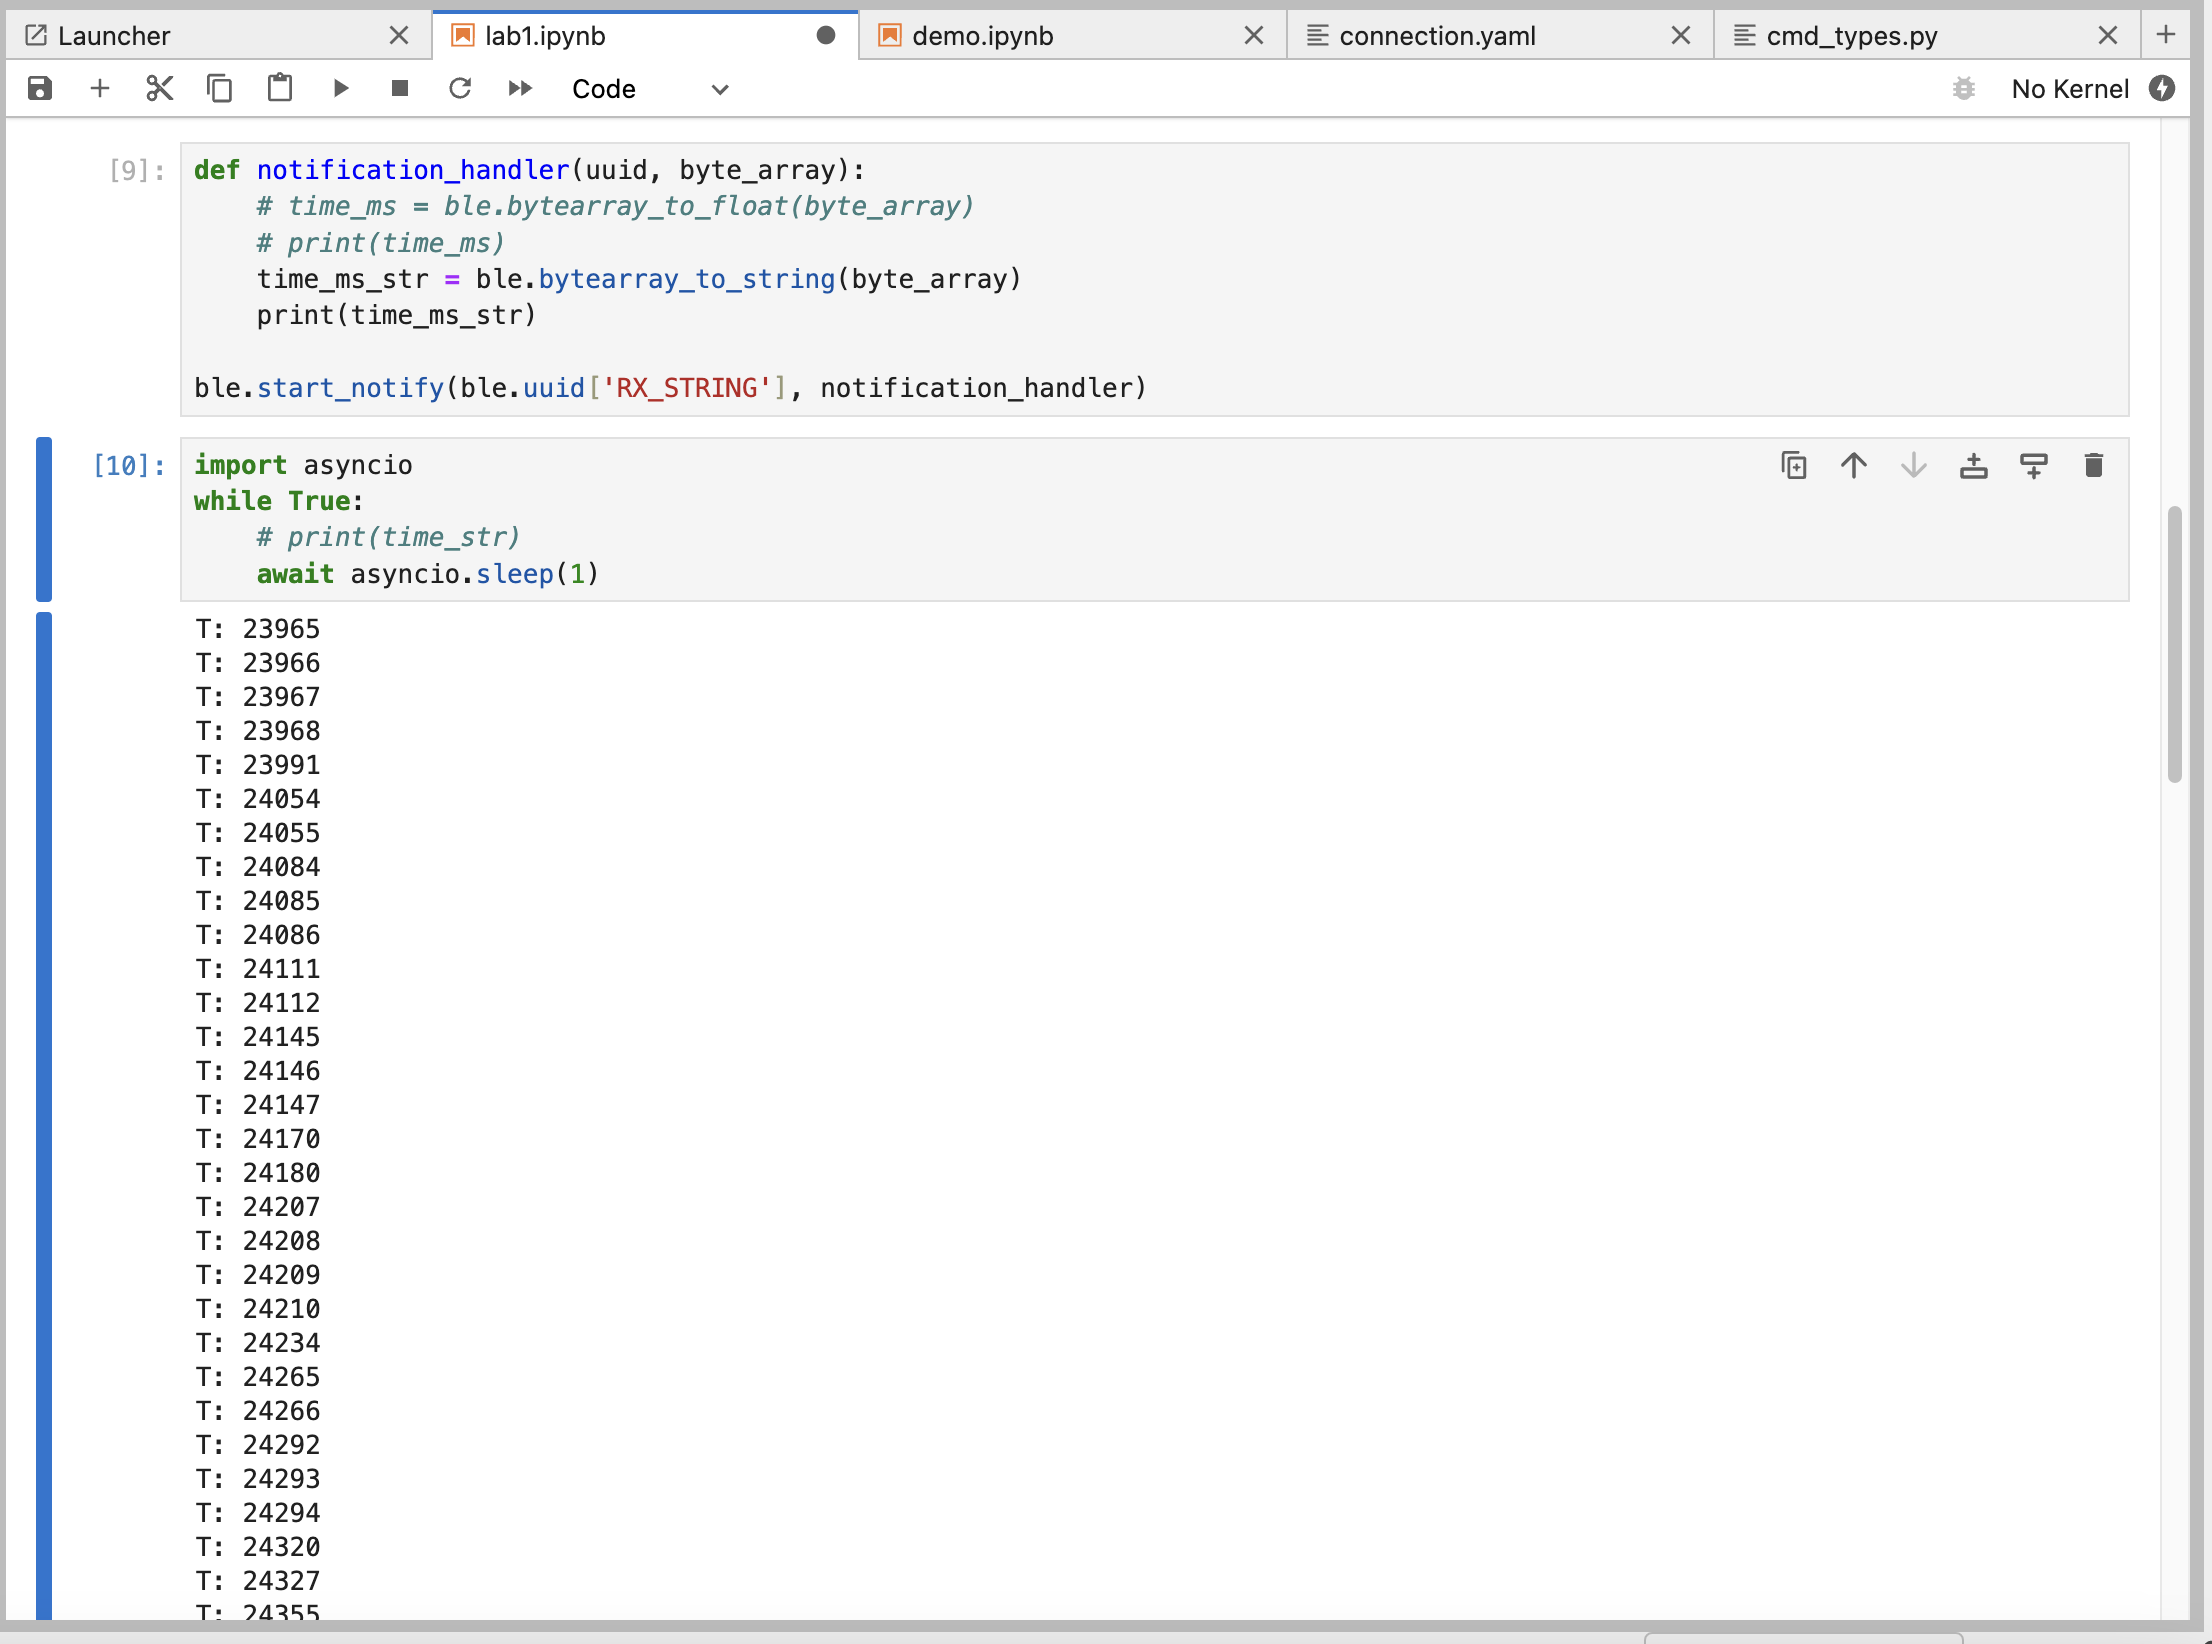 Launcher
lab1.ipynb
demo.ipynb
connection.yaml
cmd_types.py
Code
No Kernel
[9]:
def notification_handler(uuid, byte_array):
    # time_ms = ble.bytearray_to_float(byte_array)
    # print(time_ms)
    time_ms_str = ble.bytearray_to_string(byte_array)
    print(time_ms_str)
ble.start_notify(ble.uuid['RX_STRING'], notification_handler)
[10]:
import asyncio
while True:
    # print(time_str)
    await asyncio.sleep(1)
T: 23965
T: 23966
T: 23967
T: 23968
T: 23991
T: 24054
T: 24055
T: 24084
T: 24085
T: 24086
T: 24111
T: 24112
T: 24145
T: 24146
T: 24147
T: 24170
T: 24180
T: 24207
T: 24208
T: 24209
T: 24210
T: 24234
T: 24265
T: 24266
T: 24292
T: 24293
T: 24294
T: 24320
T: 24327
T: 24355